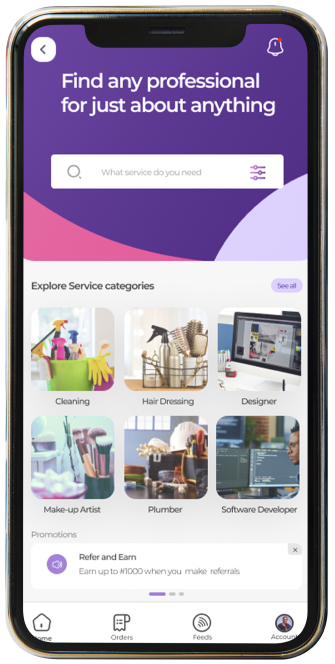 Find any professional
for just about anything
What service do you need
Explore Service categories
See all
Cleaning
Hair Dressing
Designer
Make-up Artist
Plumber
Software Developer
Promotions
Refer and Earn
Earn up to #1000 when you make referrals
Home
Orders
Feeds
Account